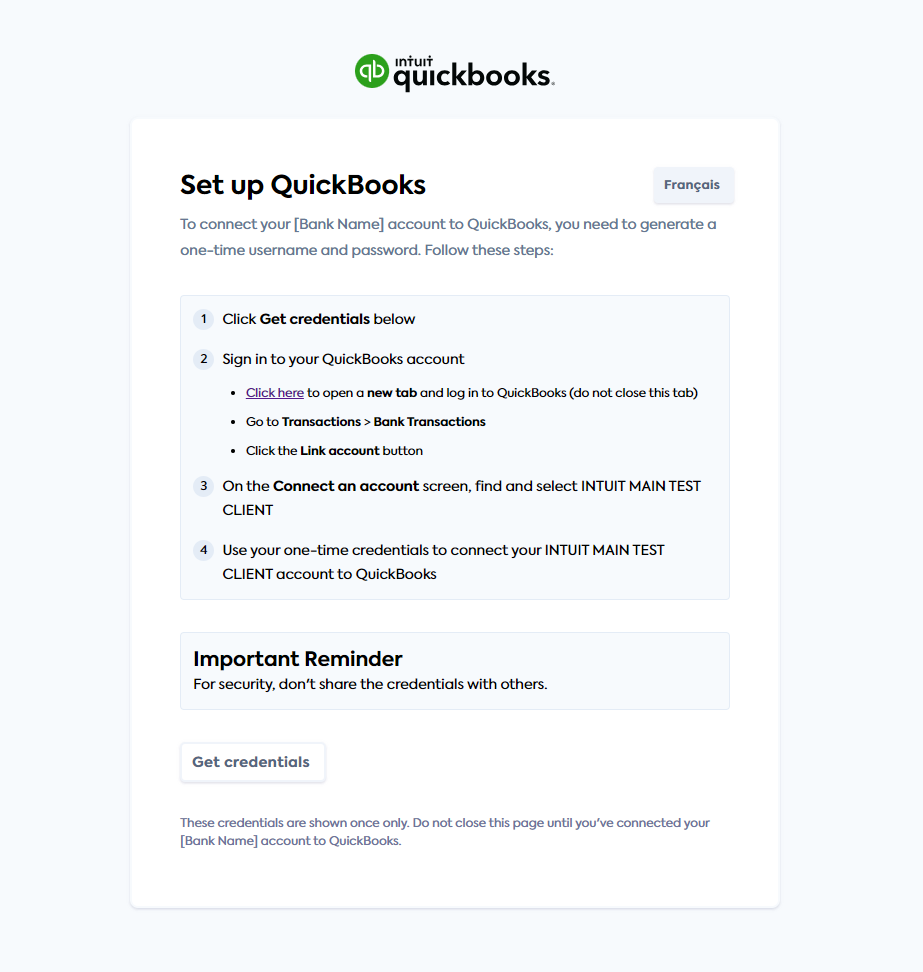 intuit
quickbooks.
Set up QuickBooks
Français
To connect your [Bank Name] account to QuickBooks, you need to generate a
one-time username and password. Follow these steps:
1 Click Get credentials below
2 Sign in to your QuickBooks account
• Click here to open a new tab and log in to QuickBooks (do not close this tab)
• Go to Transactions > Bank Transactions
• Click the Link account button
3 On the Connect an account screen, find and select INTUIT MAIN TEST
CLIENT
4 Use your one-time credentials to connect your INTUIT MAIN TEST
CLIENT account to QuickBooks
Important Reminder
For security, don't share the credentials with others.
Get credentials
These credentials are shown once only. Do not close this page until you've connected your
[Bank Name] account to QuickBooks.